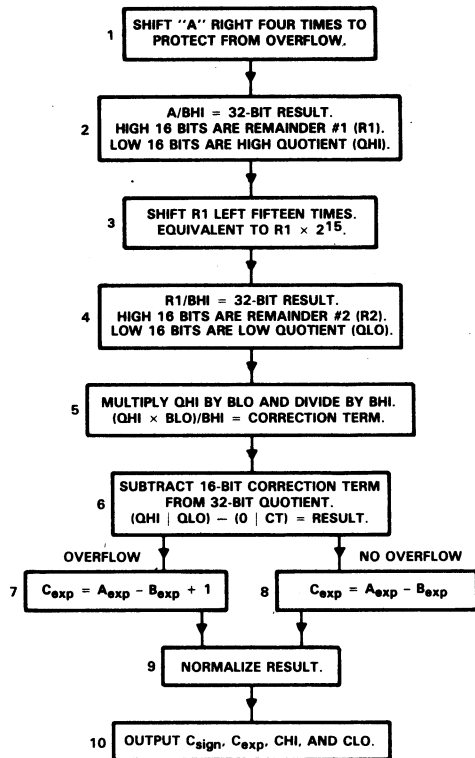 1 SHIFT "A" RIGHT FOUR TIMES TO
PROTECT FROM OVERFLOW.
2 A/BHI = 32-BIT RESULT.
HIGH 16 BITS ARE REMAINDER #1 (R1).
LOW 16 BITS ARE HIGH QUOTIENT (QHI).
3 SHIFT R1 LEFT FIFTEEN TIMES.
EQUIVALENT TO R1 × 2¹⁵.
4 R1/BHI = 32-BIT RESULT.
HIGH 16 BITS ARE REMAINDER #2 (R2).
LOW 16 BITS ARE LOW QUOTIENT (QLO).
5 MULTIPLY QHI BY BLO AND DIVIDE BY BHI.
(QHI × BLO)/BHI = CORRECTION TERM.
6 SUBTRACT 16-BIT CORRECTION TERM
FROM 32-BIT QUOTIENT.
(QHI | QLO) − (0 | CT) = RESULT.
OVERFLOW NO OVERFLOW
7 Cexp = Aexp − Bexp + 1
8 Cexp = Aexp − Bexp
9 NORMALIZE RESULT.
10 OUTPUT Csign, Cexp, CHI, AND CLO.